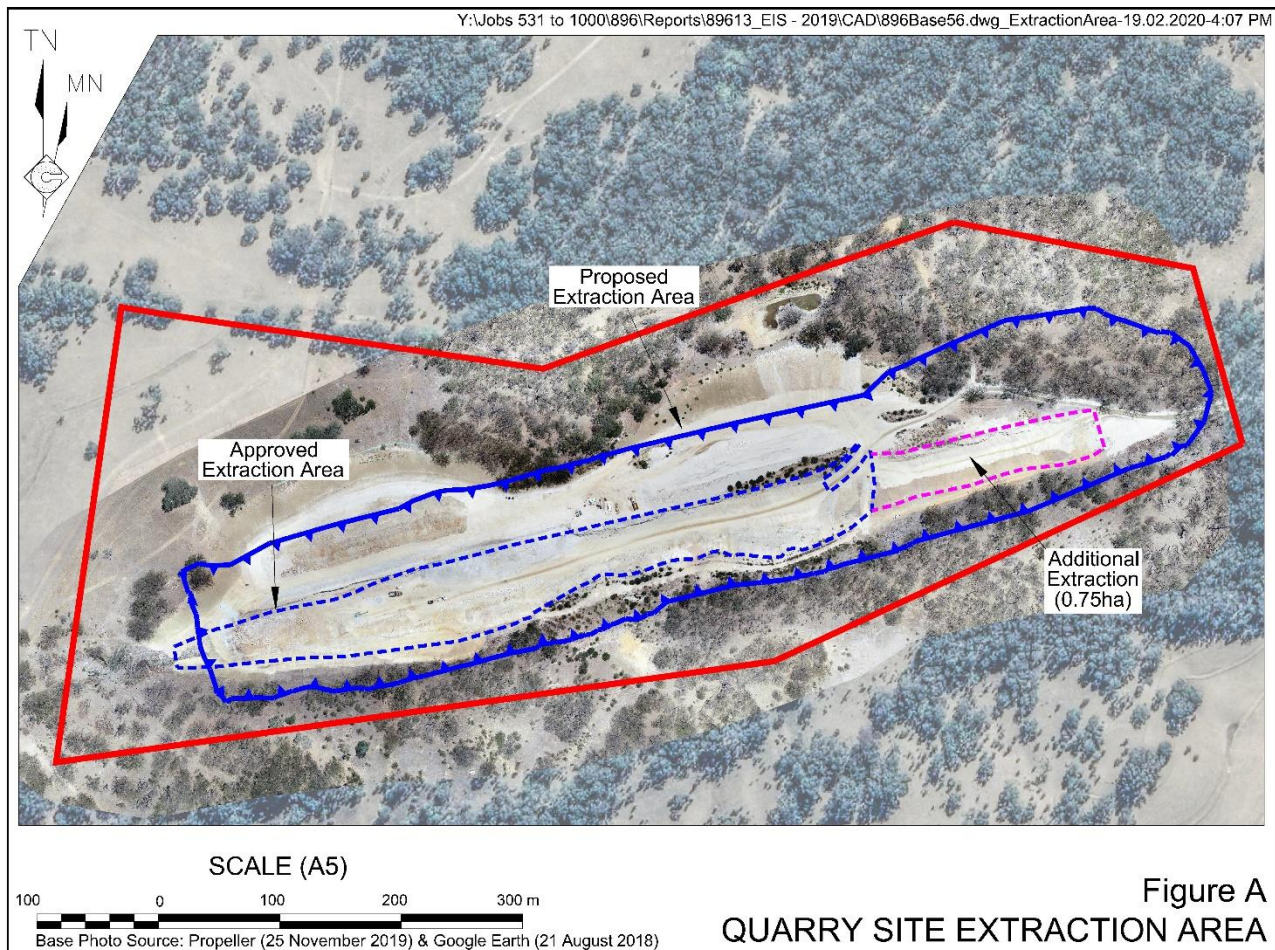 Y:\Jobs 531 to 1000\896\Reports\89613_EIS - 2019\CAD\896Base56.dwg_ExtractionArea-19.02.2020-4:07 PM
TN
MN
Proposed
Extraction Area
Approved
Extraction Area
Additional
Extraction
(0.75ha)
SCALE (A5)
100 0 100 200 300 m
Base Photo Source: Propeller (25 November 2019) & Google Earth (21 August 2018)
Figure A
QUARRY SITE EXTRACTION AREA